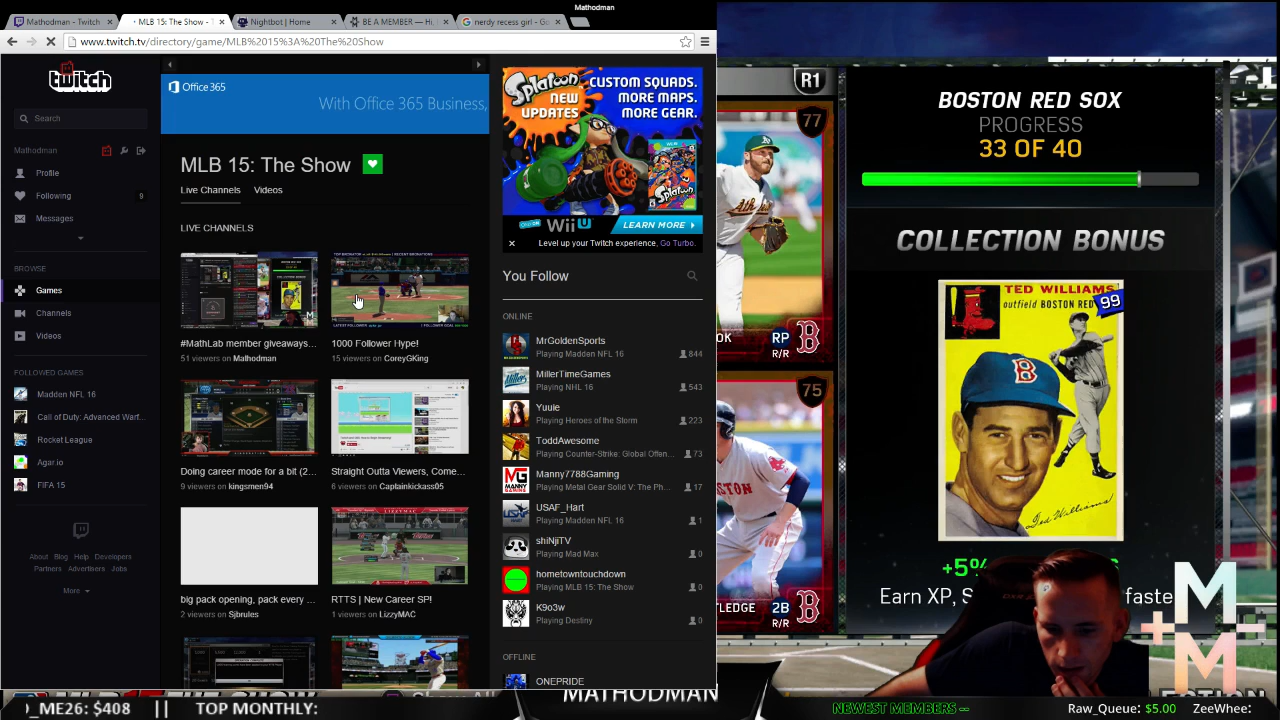 Mathodman
Mathodman - Twitch
MLB 15: The Show - T
Nightbot | Home
BE A MEMBER — Hi,
nerdy recess girl - Go
www.twitch.tv/directory/game/MLB%2015%3A%20The%20Show
twitch
Search
Mathodman
Profile
Following 9
Messages
BROWSE
Games
Channels
Videos
FOLLOWED GAMES
Madden NFL 16
Call of Duty: Advanced Warf...
Rocket League
Agar.io
FIFA 15
About Blog Help Developers
Partners Advertisers Jobs
More
Office 365
With Office 365 Business,
MLB 15: The Show
Live Channels Videos
LIVE CHANNELS
#MathLab member giveaways...
51 viewers on Mathodman
1000 Follower Hype!
15 viewers on CoreyGKing
Doing career mode for a bit (2...
9 viewers on kingsmen94
Straight Outta Viewers, Come...
6 viewers on Captainkickass05
big pack opening, pack every ...
2 viewers on Sjbrules
RTTS | New Career SP!
1 viewers on LizzyMAC
Splatoon
NEW
UPDATES
CUSTOM SQUADS.
MORE MAPS.
MORE GEAR.
WiiU
LEARN MORE
Level up your Twitch experience, Go Turbo.
You Follow
ONLINE
MrGoldenSports
Playing Madden NFL 16 844
MillerTimeGames
Playing NHL 16 543
Yuuie
Playing Heroes of the Storm 223
ToddAwesome
Playing Counter-Strike: Global Offen... 73
Manny7788Gaming
Playing Metal Gear Solid V: The Ph... 17
USAF_Hart
Playing Madden NFL 16 1
shiNjiTV
Playing Mad Max 0
hometowntouchdown
Playing MLB 15: The Show 0
K9o3w
Playing Destiny 0
OFFLINE
ONEPRIDE
R1
77
OK
RP
R/R
75
TLEDGE
2B
R/R
BOSTON RED SOX
PROGRESS
33 OF 40
COLLECTION BONUS
TED WILLIAMS
outfield BOSTON RED
99
Ted Williams
+5%
Earn XP, S
faste
M
+M
MATHODMAN
_ME26: $408 || TOP MONTHLY:
NEWEST MEMBERS --
Raw_Queue: $5.00 ZeeWhee: